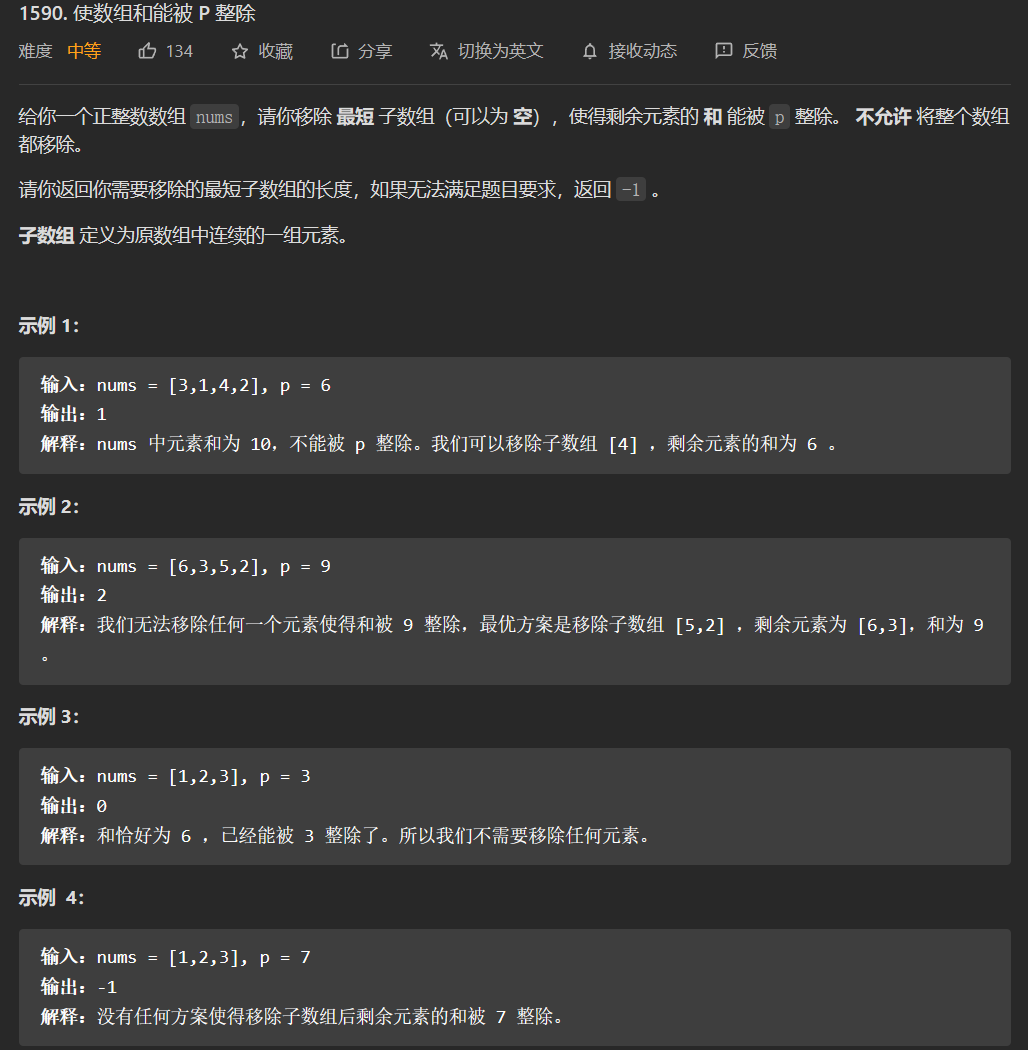 1590. 使数组和能被 P 整除
难度 中等 134 收藏 分享 切换为英文 接收动态 反馈
给你一个正整数数组 nums，请你移除 最短 子数组（可以为 空），使得剩余元素的 和 能被 p 整除。 不允许 将整个数组
都移除。
请你返回你需要移除的最短子数组的长度，如果无法满足题目要求，返回 -1 。
子数组 定义为原数组中连续的一组元素。
示例 1：
输入：nums = [3,1,4,2], p = 6
输出：1
解释：nums 中元素和为 10，不能被 p 整除。我们可以移除子数组 [4] ，剩余元素的和为 6 。
示例 2：
输入：nums = [6,3,5,2], p = 9
输出：2
解释：我们无法移除任何一个元素使得和被 9 整除，最优方案是移除子数组 [5,2] ，剩余元素为 [6,3]，和为 9
。
示例 3：
输入：nums = [1,2,3], p = 3
输出：0
解释：和恰好为 6 ，已经能被 3 整除了。所以我们不需要移除任何元素。
示例  4：
输入：nums = [1,2,3], p = 7
输出：-1
解释：没有任何方案使得移除子数组后剩余元素的和被 7 整除。